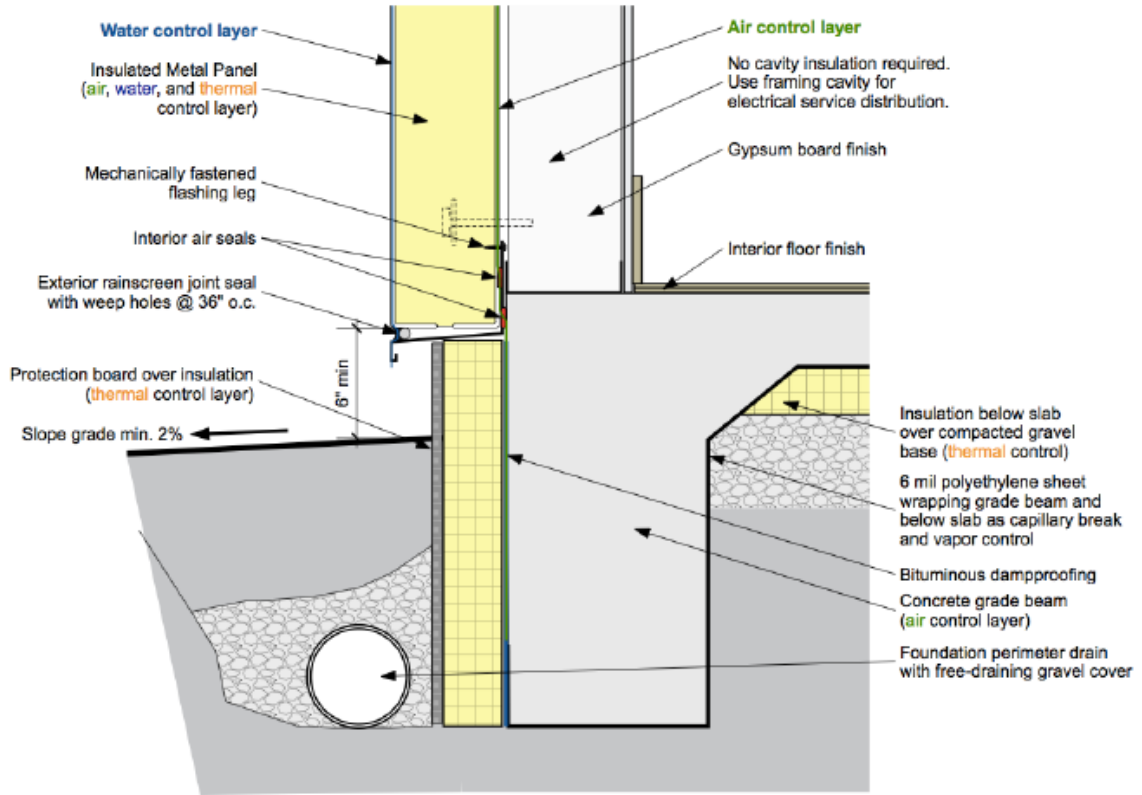 Water control layer
Insulated Metal Panel
(air, water, and thermal
control layer)
Mechanically fastened
flashing leg
Interior air seals
Exterior rainscreen joint seal
with weep holes @ 36" o.c.
6" min
Protection board over insulation
(thermal control layer)
Slope grade min. 2%
Air control layer
No cavity insulation required.
Use framing cavity for
electrical service distribution.
Gypsum board finish
Interior floor finish
Insulation below slab
over compacted gravel
base (thermal control)
6 mil polyethylene sheet
wrapping grade beam and
below slab as capillary break
and vapor control
Bituminous dampproofing
Concrete grade beam
(air control layer)
Foundation perimeter drain
with free-draining gravel cover